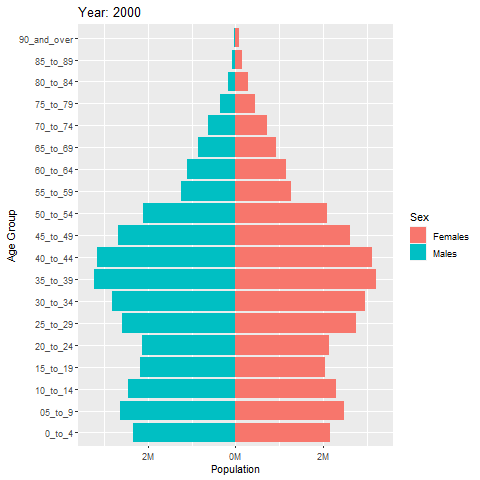 Year: 2000
90_and_over
85_to_89
80_to_84
75_to_79
70_to_74
65_to_69
60_to_64
55_to_59
50_to_54
45_to_49
40_to_44
35_to_39
30_to_34
25_to_29
20_to_24
15_to_19
10_to_14
05_to_9
0_to_4
Age Group
2M 0M 2M
Population
Sex
Females
Males